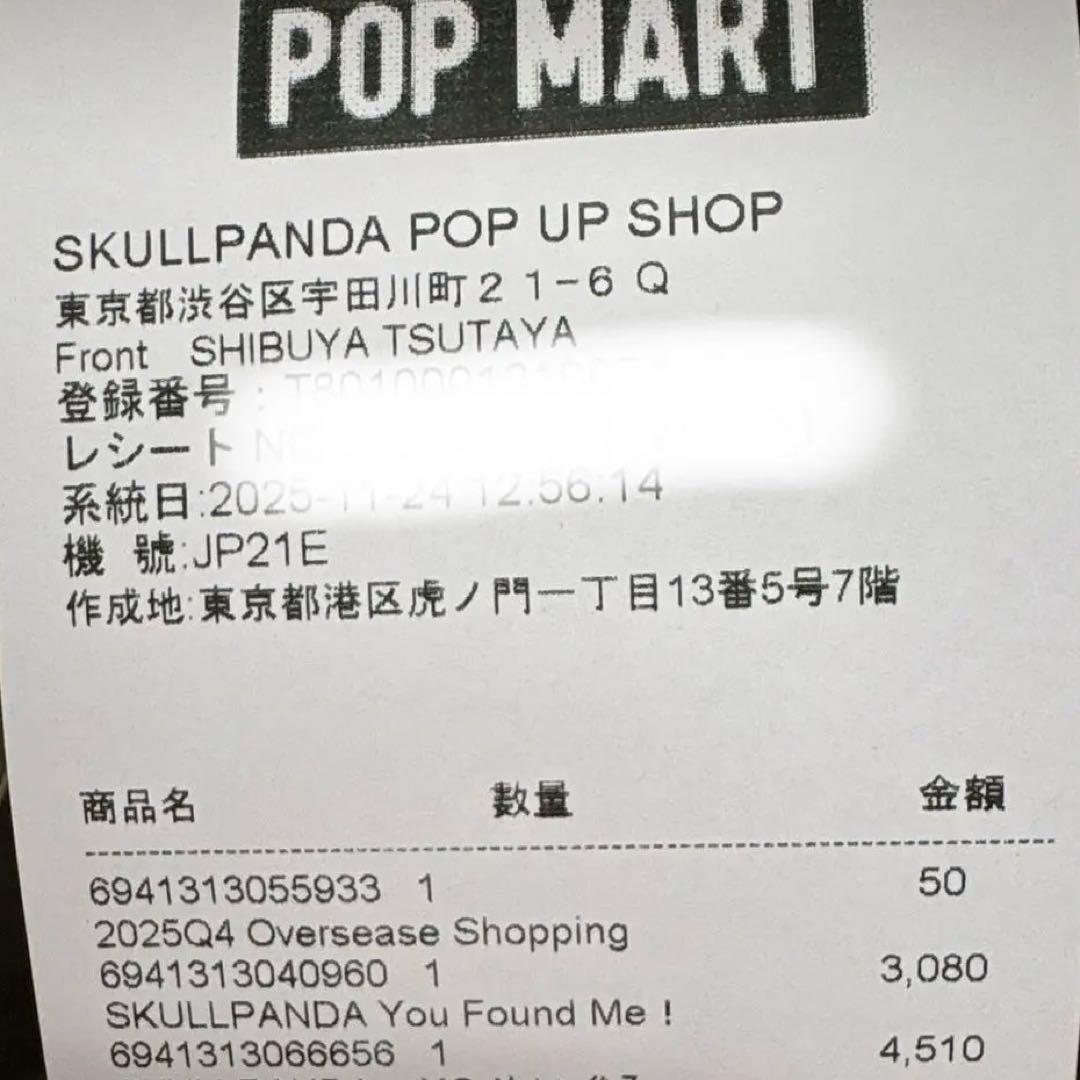 POP MART
SKULLPANDA POP UP SHOP
東京都渋谷区宇田川町２１−６ Q
Front SHIBUYA TSUTAYA
登録番号:
レシート
系統日:2025-11-24 12:56:14
機 號:JP21E
作成地:東京都港区虎ノ門一丁目13番5号7階
商品名 数量 金額
6941313055933 1 50
2025Q4 Oversease Shopping
6941313040960 1 3,080
SKULLPANDA You Found Me !
6941313066656 1 4,510